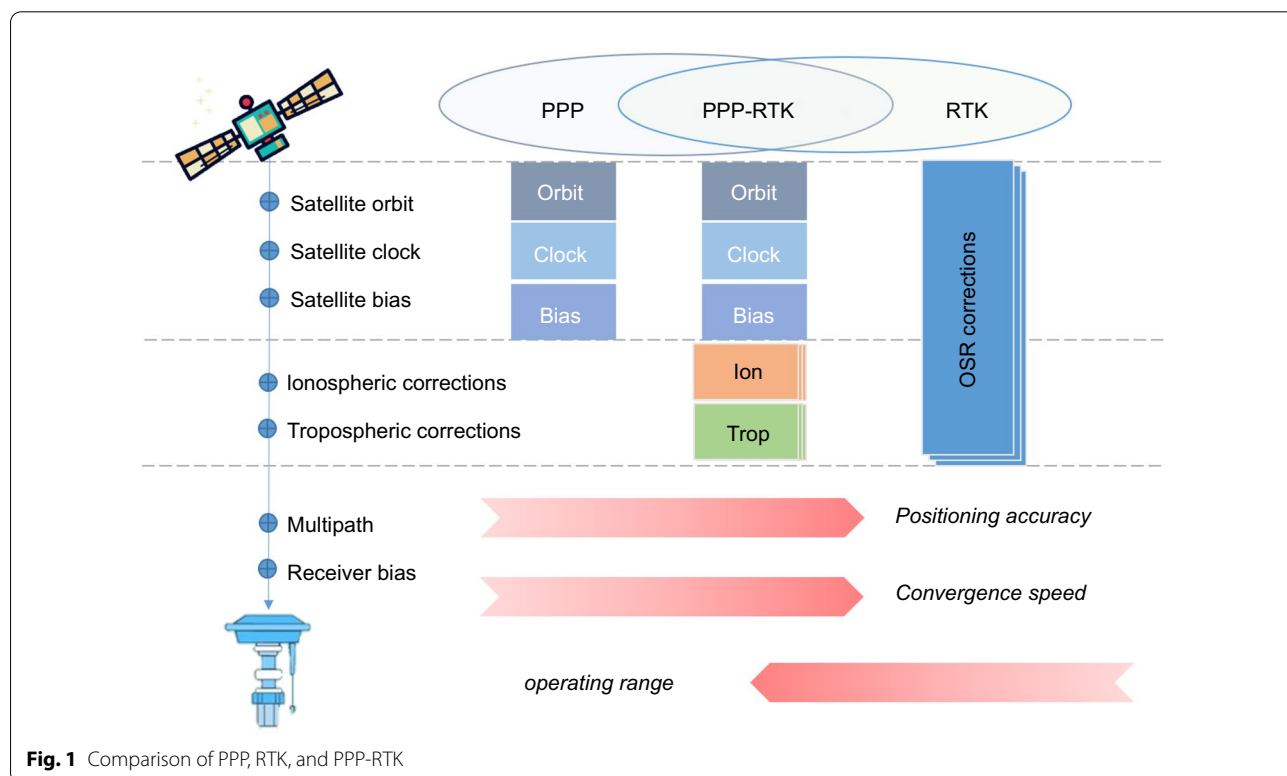 PPP
PPP-RTK
RTK
Satellite orbit
Satellite clock
Satellite bias
Ionospheric corrections
Tropospheric corrections
Multipath
Receiver bias
Orbit
Clock
Bias
Orbit
Clock
Bias
Ion
Trop
OSR corrections
Positioning accuracy
Convergence speed
operating range
Fig. 1 Comparison of PPP, RTK, and PPP-RTK